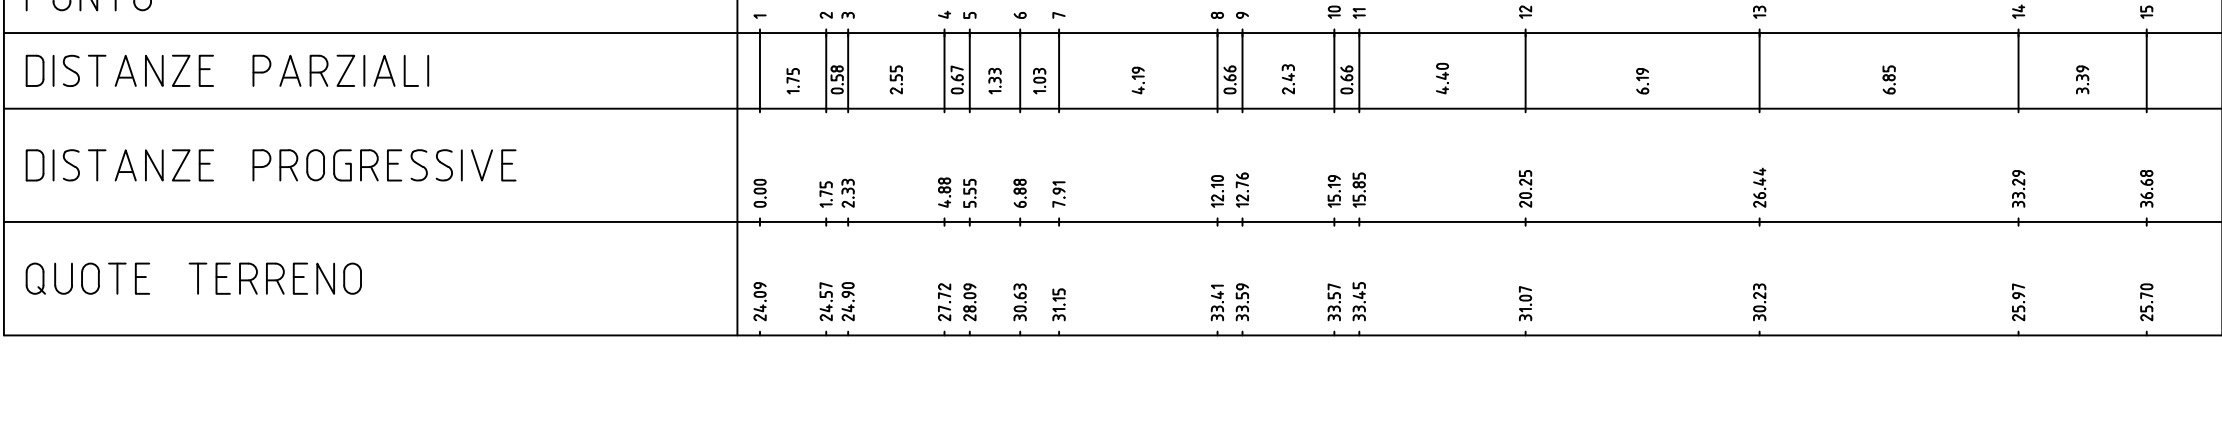 PUNTO 1 2 3 4 5 6 7 8 9 10 11 12 13 14 15
DISTANZE PARZIALI 1.75 0.58 2.55 0.67 1.33 1.03 4.19 0.66 2.43 0.66 4.40 6.19 6.85 3.39
DISTANZE PROGRESSIVE 0.00 1.75 2.33 4.88 5.55 6.88 7.91 12.10 12.76 15.19 15.85 20.25 26.44 33.29 36.68
QUOTE TERRENO 24.09 24.57 24.90 27.72 28.09 30.63 31.15 33.41 33.59 33.57 33.45 31.07 30.23 25.97 25.70